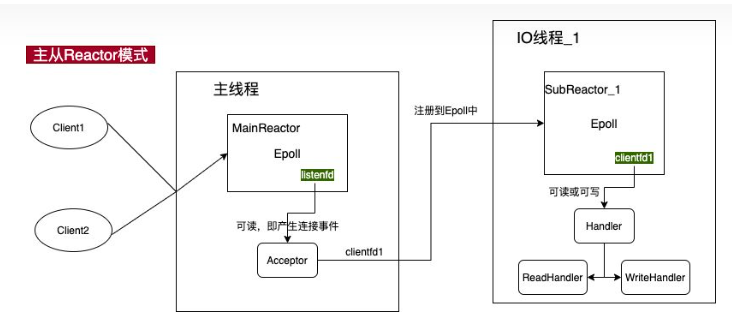 主从Reactor模式
主线程
MainReactor
Epoll
listenfd
Client1
Client2
可读，即产生连接事件
Acceptor
clientfd1
注册到Epoll中
IO线程_1
SubReactor_1
Epoll
clientfd1
可读或可写
Handler
ReadHandler
WriteHandler